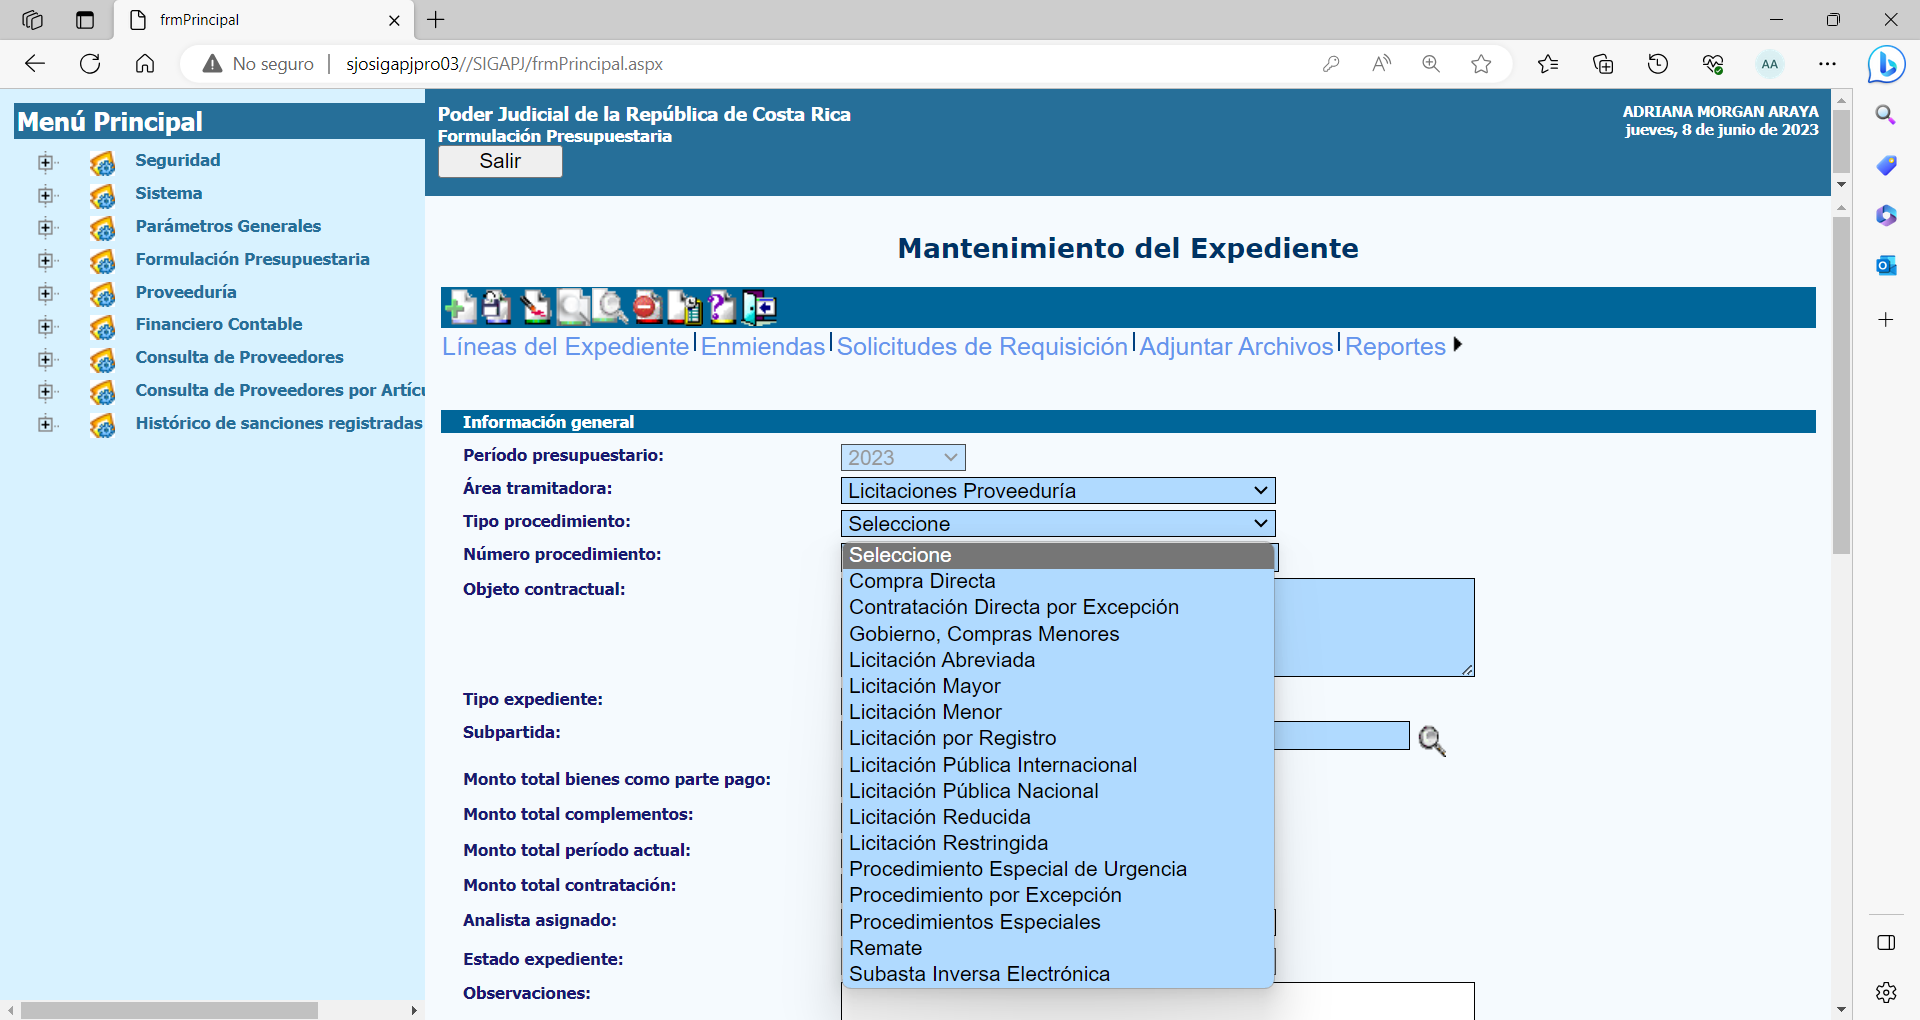 frmPrincipal
No seguro
sjosigapjpro03//SIGAPJ/frmPrincipal.aspx
AA
Menú Principal
Seguridad
Sistema
Parámetros Generales
Formulación Presupuestaria
Proveeduría
Financiero Contable
Consulta de Proveedores
Consulta de Proveedores por Artícu
Histórico de sanciones registradas
Poder Judicial de la República de Costa Rica
Formulación Presupuestaria
Salir
ADRIANA MORGAN ARAYA
jueves, 8 de junio de 2023
Mantenimiento del Expediente
Líneas del Expediente Enmiendas Solicitudes de Requisición Adjuntar Archivos Reportes
Información general
Período presupuestario: 2023
Área tramitadora: Licitaciones Proveeduría
Tipo procedimiento: Seleccione
Número procedimiento:
Objeto contractual:
Tipo expediente:
Subpartida:
Monto total bienes como parte pago:
Monto total complementos:
Monto total período actual:
Monto total contratación:
Analista asignado:
Estado expediente:
Observaciones:
Seleccione
Compra Directa
Contratación Directa por Excepción
Gobierno, Compras Menores
Licitación Abreviada
Licitación Mayor
Licitación Menor
Licitación por Registro
Licitación Pública Internacional
Licitación Pública Nacional
Licitación Reducida
Licitación Restringida
Procedimiento Especial de Urgencia
Procedimiento por Excepción
Procedimientos Especiales
Remate
Subasta Inversa Electrónica